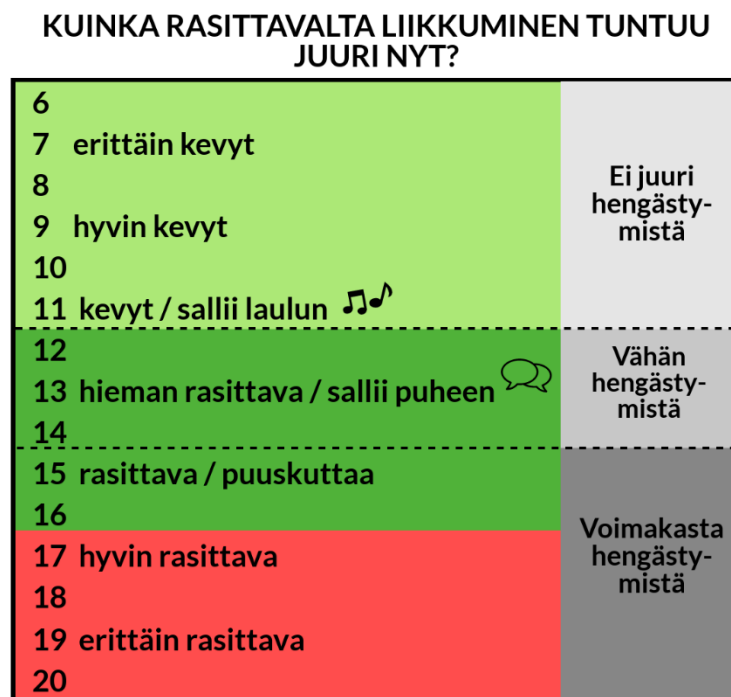 KUINKA RASITTAVALTA LIIKKUMINEN TUNTUU
JUURI NYT?
6
7 erittäin kevyt
8
9 hyvin kevyt
10
11 kevyt / sallii laulun
Ei juuri
hengästy-
mistä
12
13 hieman rasittava / sallii puheen
14
Vähän
hengästy-
mistä
15 rasittava / puuskuttaa
16
17 hyvin rasittava
18
19 erittäin rasittava
20
Voimakasta
hengästy-
mistä